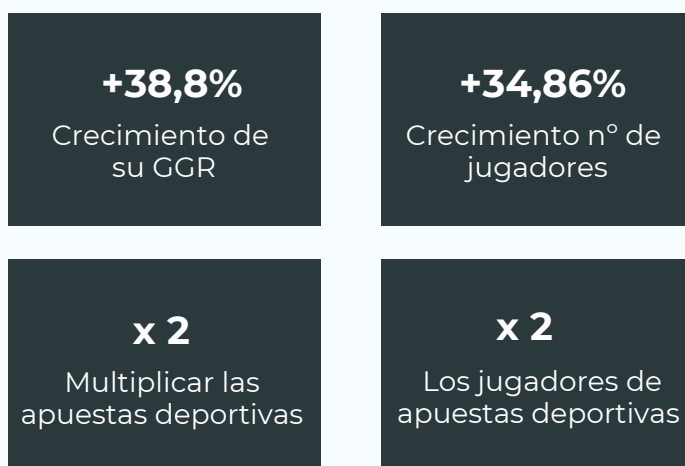 +38,8%
Crecimiento de
su GGR
+34,86%
Crecimiento nº de
jugadores
x 2
Multiplicar las
apuestas deportivas
x 2
Los jugadores de
apuestas deportivas